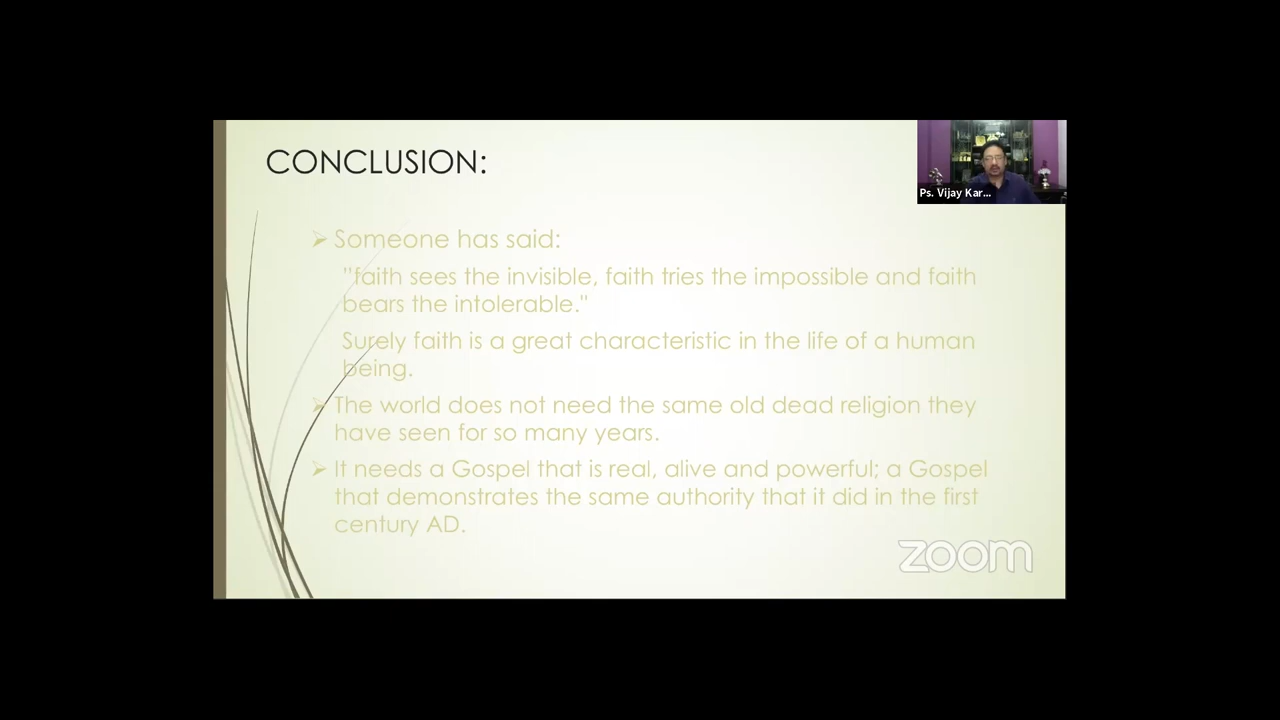 CONCLUSION:
Ps. Vijay Kar...
Someone has said:
"faith sees the invisible, faith tries the impossible and faith
bears the intolerable."
Surely faith is a great characteristic in the life of a human
being.
The world does not need the same old dead religion they
have seen for so many years.
It needs a Gospel that is real, alive and powerful; a Gospel
that demonstrates the same authority that it did in the first
century AD.
zoom